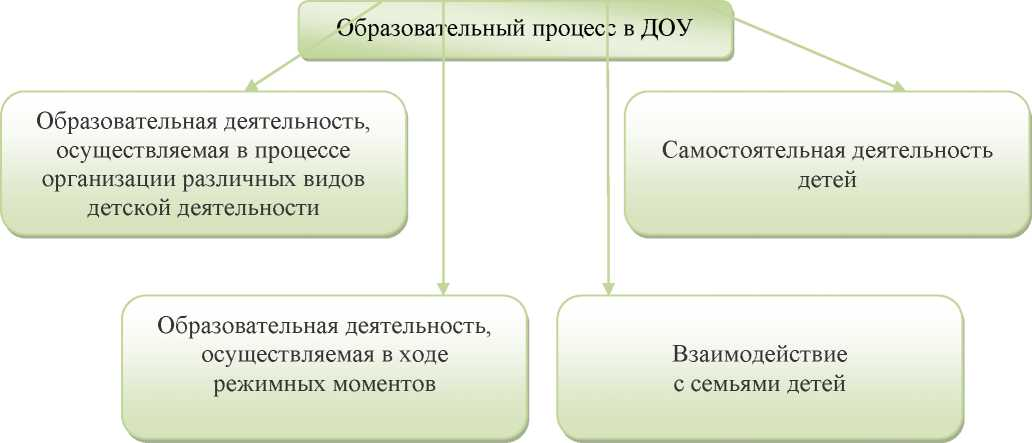 Образовательный процесс в ДОУ
Образовательная деятельность,
осуществляемая в процессе
организации различных видов
детской деятельности
Самостоятельная деятельность
детей
Образовательная деятельность,
осуществляемая в ходе
режимных моментов
Взаимодействие
с семьями детей